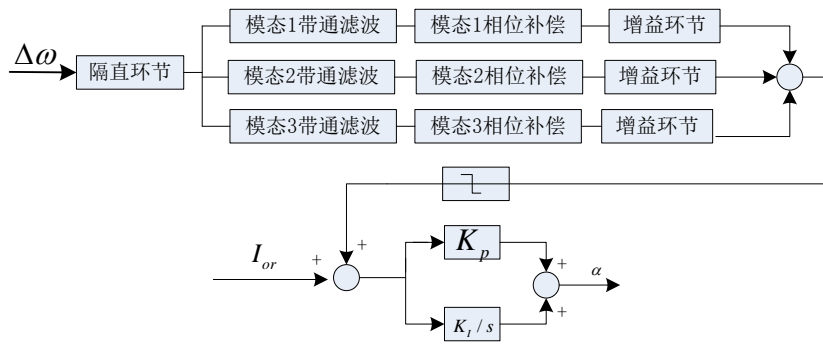 模态1带通滤波 模态1相位补偿 增益环节
Δω 隔直环节 模态2带通滤波 模态2相位补偿 增益环节
模态3带通滤波 模态3相位补偿 增益环节
+ K_p +
I_{or} + α
K_I / s +